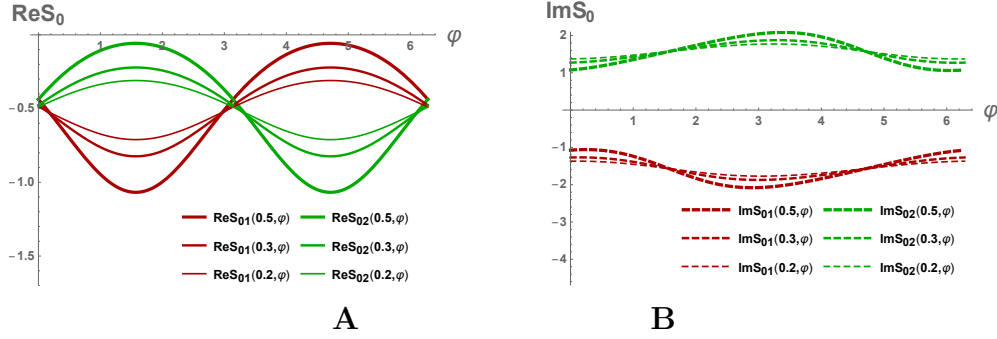 ReS0
φ
1 2 3 4 5 6
-0.5
-1.0
-1.5
ReS01(0.5,φ) ReS02(0.5,φ)
ReS01(0.3,φ) ReS02(0.3,φ)
ReS01(0.2,φ) ReS02(0.2,φ)
A
ImS0
2
1
φ
1 2 3 4 5 6
-1
-2
-3
-4
ImS01(0.5,φ) ImS02(0.5,φ)
ImS01(0.3,φ) ImS02(0.3,φ)
ImS01(0.2,φ) ImS02(0.2,φ)
B